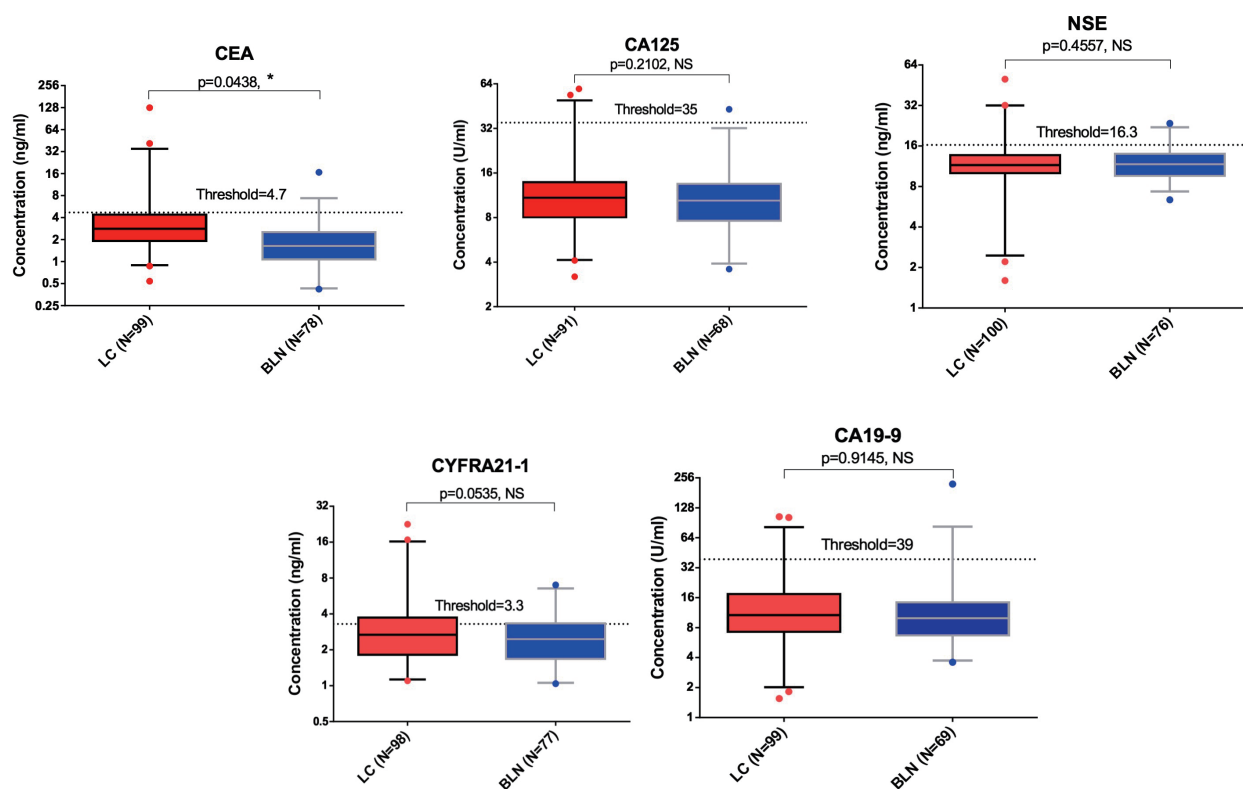 CEA
p=0.0438, *
Concentration (ng/ml)
256
128
64
32
16
8
4
2
1
0.5
0.25
Threshold=4.7
LC (N=99)
BLN (N=78)
CA125
p=0.2102, NS
Concentration (U/ml)
64
32
16
8
4
2
Threshold=35
LC (N=91)
BLN (N=68)
NSE
p=0.4557, NS
Concentration (ng/ml)
64
32
16
8
4
2
1
Threshold=16.3
LC (N=100)
BLN (N=76)
CYFRA21-1
p=0.0535, NS
Concentration (ng/ml)
32
16
8
4
2
1
0.5
Threshold=3.3
LC (N=98)
BLN (N=77)
CA19-9
p=0.9145, NS
Concentration (U/ml)
256
128
64
32
16
8
4
2
1
Threshold=39
LC (N=99)
BLN (N=69)